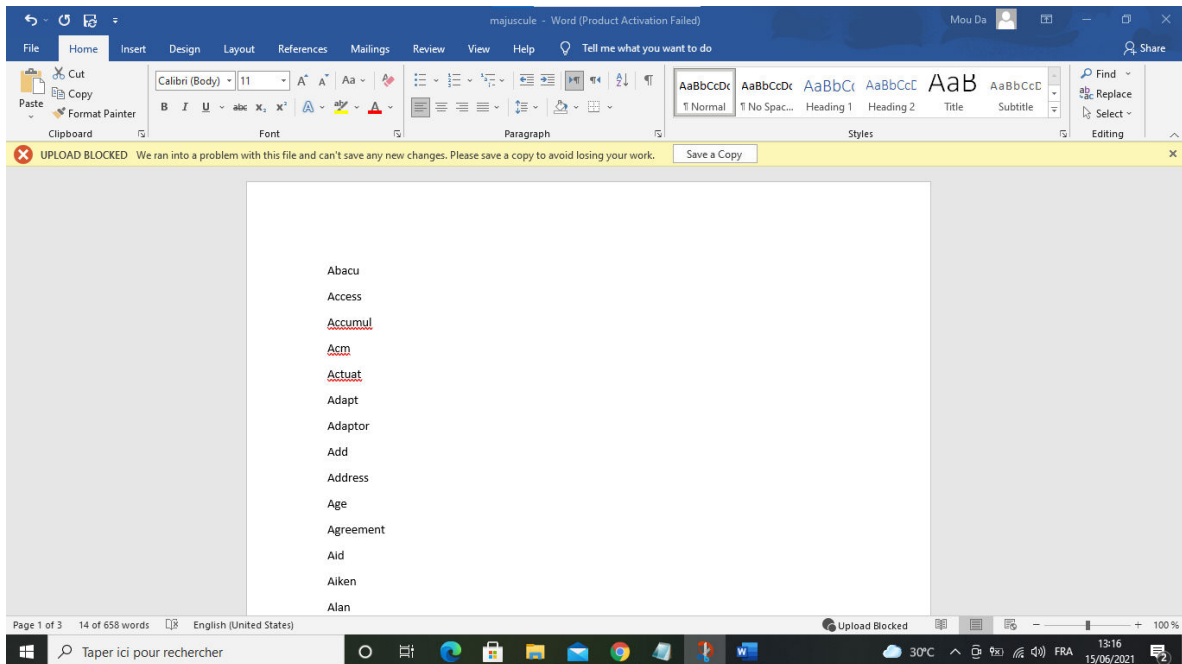 majuscule - Word (Product Activation Failed) Mou Da
File Home Insert Design Layout References Mailings Review View Help Tell me what you want to do Share
Paste Cut Copy Format Painter
Calibri (Body) 11 A A Aa
B I U abc x₂ x² A aby A
AaBbCcDc AaBbCcDc AaBbCc AaBbCcD AaB AaBbCcD
¶ Normal ¶ No Spac... Heading 1 Heading 2 Title Subtitle
Find
Replace
Select
Clipboard Font Paragraph Styles Editing
UPLOAD BLOCKED We ran into a problem with this file and can't save any new changes. Please save a copy to avoid losing your work. Save a Copy
Abacu
Access
Accumul
Acm
Actuat
Adapt
Adaptor
Add
Address
Age
Agreement
Aid
Aiken
Alan
Page 1 of 3 14 of 658 words English (United States) Upload Blocked 100 %
Taper ici pour rechercher 30°C FRA 13:16
15/06/2021